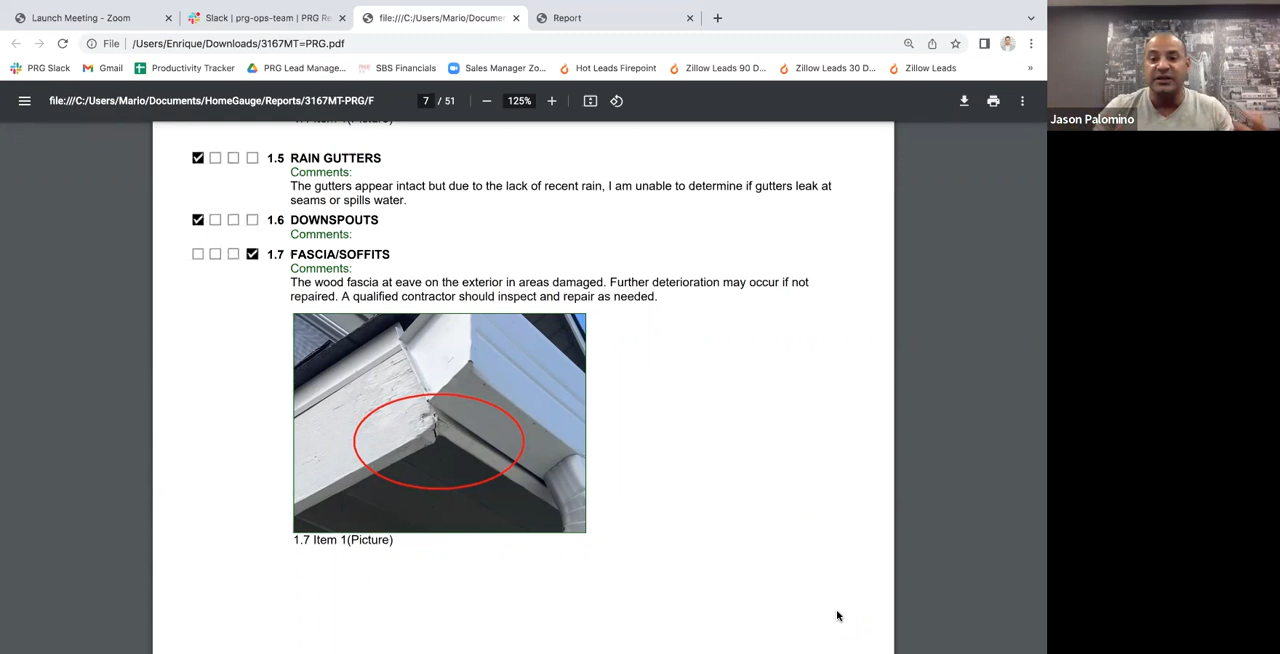 Launch Meeting - Zoom
Slack | prg-ops-team | PRG Re
file:///C:/Users/Mario/Documen
Report
File
/Users/Enrique/Downloads/3167MT=PRG.pdf
PRG Slack
Gmail
Productivity Tracker
PRG Lead Manage...
SBS Financials
Sales Manager Zo...
Hot Leads Firepoint
Zillow Leads 90 D...
Zillow Leads 30 D...
Zillow Leads
»
file:///C:/Users/Mario/Documents/HomeGauge/Reports/3167MT-PRG/F
7 / 51
125%
Jason Palomino
1.5 RAIN GUTTERS
Comments:
The gutters appear intact but due to the lack of recent rain, I am unable to determine if gutters leak at
seams or spills water.
1.6 DOWNSPOUTS
Comments:
1.7 FASCIA/SOFFITS
Comments:
The wood fascia at eave on the exterior in areas damaged. Further deterioration may occur if not
repaired. A qualified contractor should inspect and repair as needed.
1.7 Item 1(Picture)